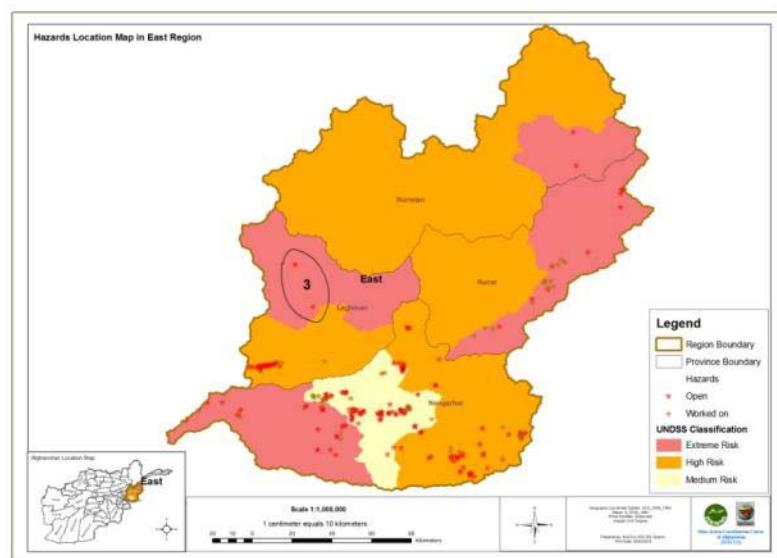 Hazards Location Map in East Region
Nuristan
3
East
Laghman
Kunar
Nangarhar
Legend
Region Boundary
Province Boundary
Hazards
Open
Worked on
UNDSS Classification
Extreme Risk
High Risk
Medium Risk
Afghanistan Location Map
East
Scale 1:1,000,000
1 centimeter equals 10 kilometers
Kilometers